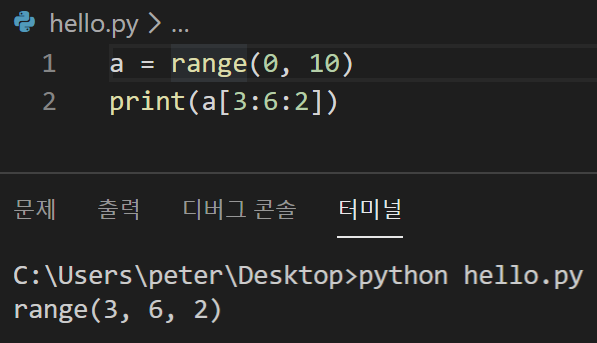 hello.py > ...
1 a = range(0, 10)
2 print(a[3:6:2])
문제 출력 디버그 콘솔 터미널
C:\Users\peter\Desktop>python hello.py
range(3, 6, 2)